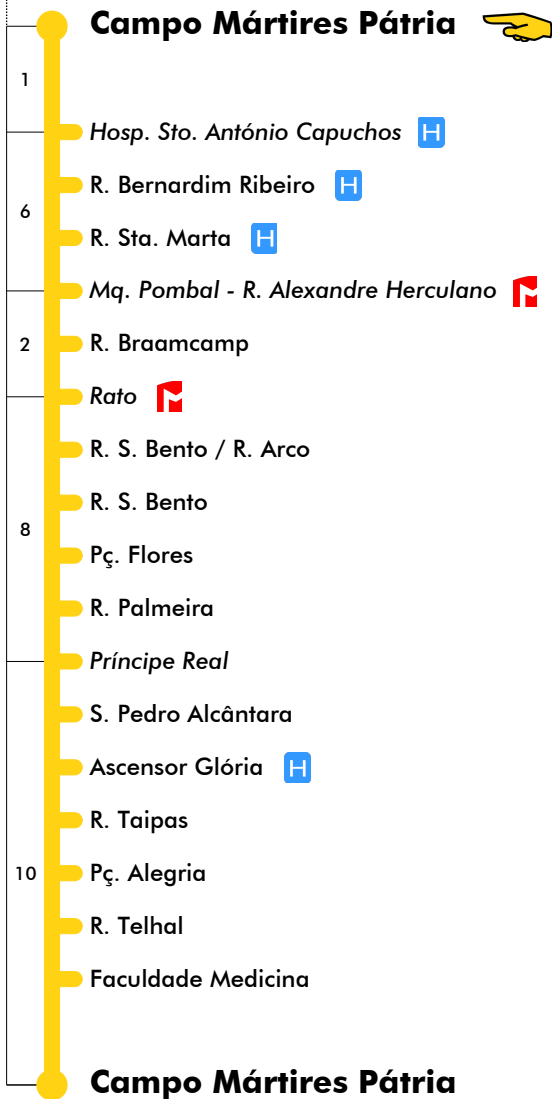 Campo Mártires Pátria
1
Hosp. Sto. António Capuchos H
R. Bernardim Ribeiro H
6
R. Sta. Marta H
Mq. Pombal - R. Alexandre Herculano
2
R. Braamcamp
Rato
R. S. Bento / R. Arco
R. S. Bento
8
Pç. Flores
R. Palmeira
Príncipe Real
S. Pedro Alcântara
Ascensor Glória H
R. Taipas
10
Pç. Alegria
R. Telhal
Faculdade Medicina
Campo Mártires Pátria